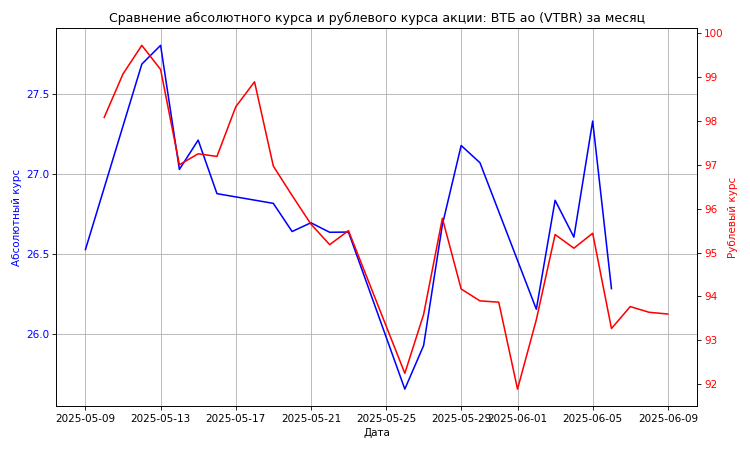 Сравнение абсолютного курса и рублевого курса акции: ВТБ ао (VTBR) за месяц
Абсолютный курс
27.5
27.0
26.5
26.0
100
99
98
97
96
95
94
93
92
Рублевый курс
2025-05-09 2025-05-13 2025-05-17 2025-05-21 2025-05-25 2025-05-29 2025-06-01 2025-06-05 2025-06-09
Дата